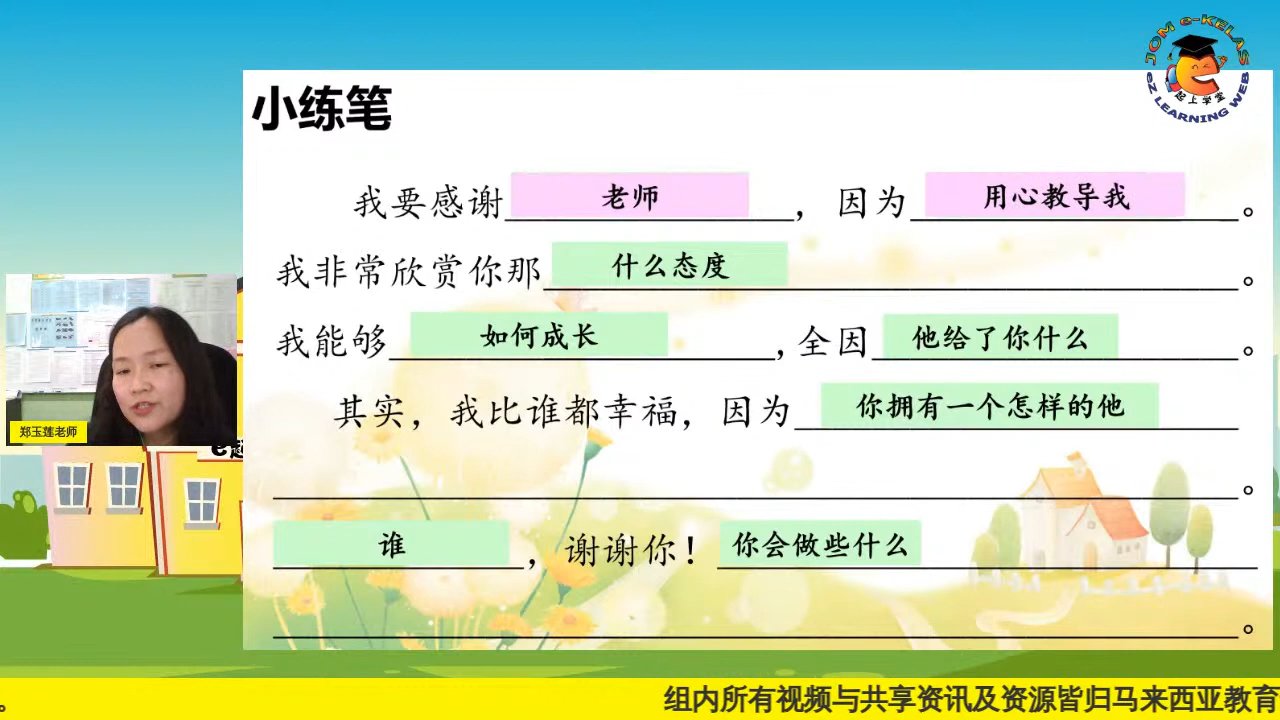 JOM e-KELAS
起上学堂
eZ LEARNING WEB
小练笔
我要感谢 老师 ，因为 用心教导我 。
我非常欣赏你那 什么态度 。
我能够 如何成长 ,全因 他给了你什么 。
其实，我比谁都幸福，因为 你拥有一个怎样的他
。
谁 ，谢谢你！ 你会做些什么
。
郑玉莲老师
。 组内所有视频与共享资讯及资源皆归马来西亚教育